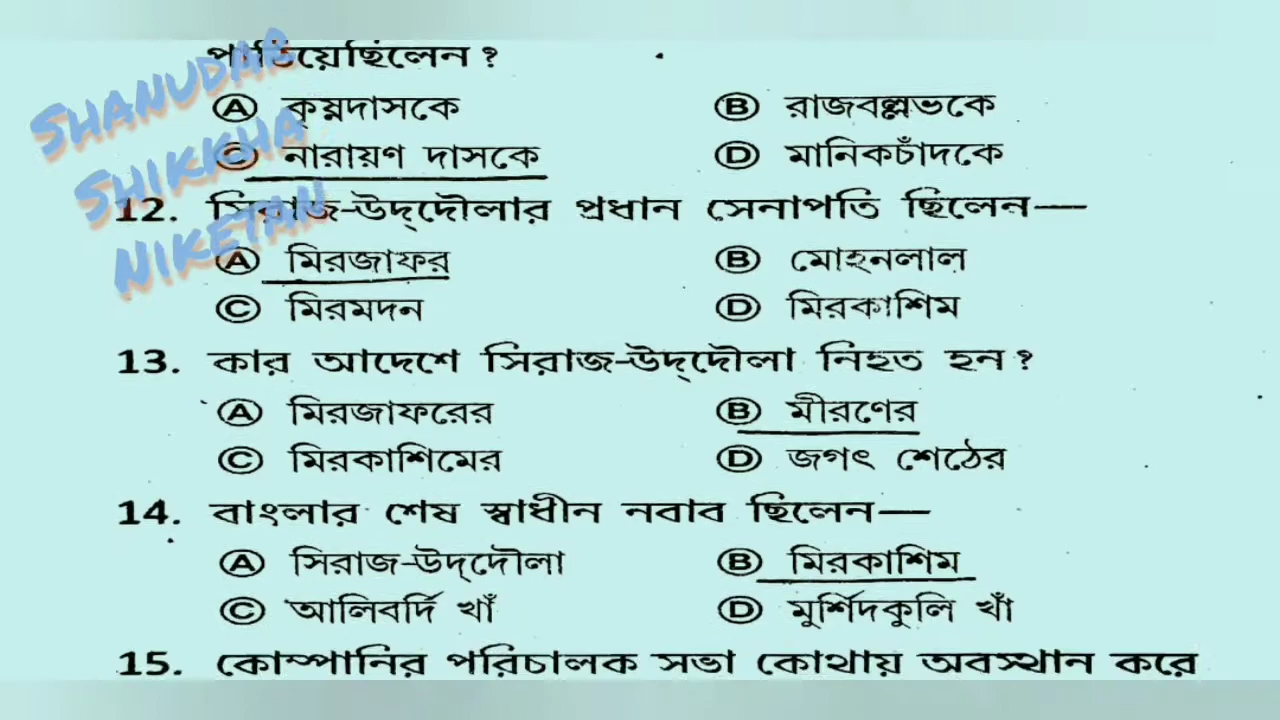 পাঠিয়েছিলেন ?
Ⓐ কৃষ্ণদাসকে Ⓑ রাজবল্লভকে
Ⓒ নারায়ণ দাসকে Ⓓ মানিকচাঁদকে
12. সিরাজ-উদ্‌দৌলার প্রধান সেনাপতি ছিলেন—
Ⓐ মিরজাফর Ⓑ মোহনলাল
Ⓒ মিরমদন Ⓓ মিরকাশিম
13. কার আদেশে সিরাজ-উদ্‌দৌলা নিহত হন ?
Ⓐ মিরজাফরের Ⓑ মীরণের
Ⓒ মিরকাশিমের Ⓓ জগৎ শেঠের
14. বাংলার শেষ স্বাধীন নবাব ছিলেন—
Ⓐ সিরাজ-উদ্‌দৌলা Ⓑ মিরকাশিম
Ⓒ আলিবর্দি খাঁ Ⓓ মুর্শিদকুলি খাঁ
15. কোম্পানির পরিচালক সভা কোথায় অবস্থান করে
SHANUDAR
SHIKKHA
NIKETAN